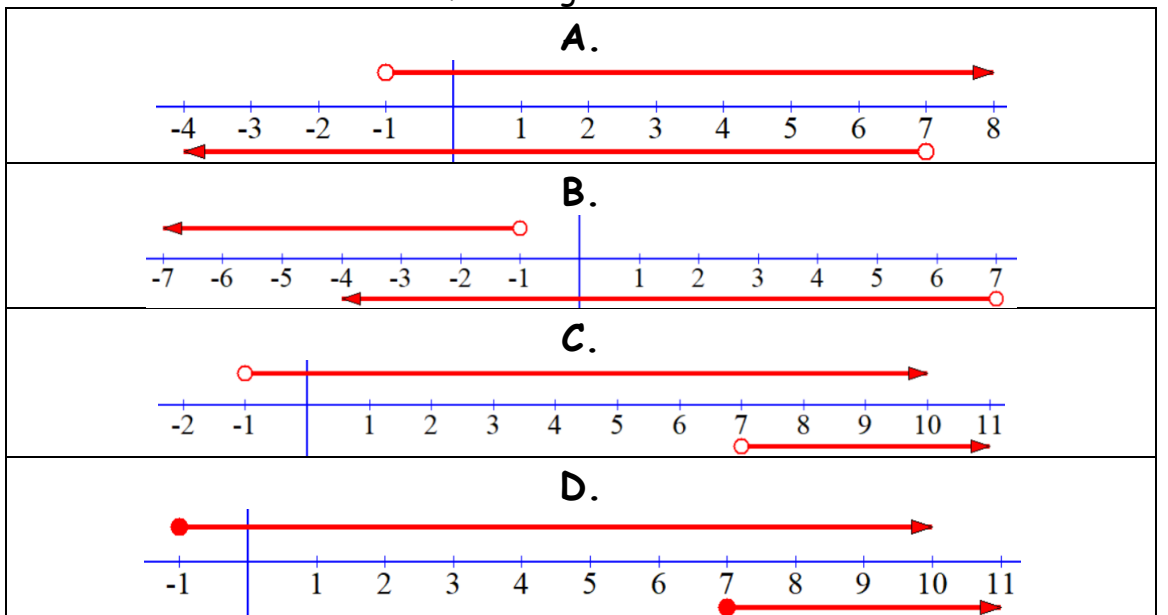 A.
-4 -3 -2 -1 1 2 3 4 5 6 7 8
B.
-7 -6 -5 -4 -3 -2 -1 1 2 3 4 5 6 7
C.
-2 -1 1 2 3 4 5 6 7 8 9 10 11
D.
-1 1 2 3 4 5 6 7 8 9 10 11